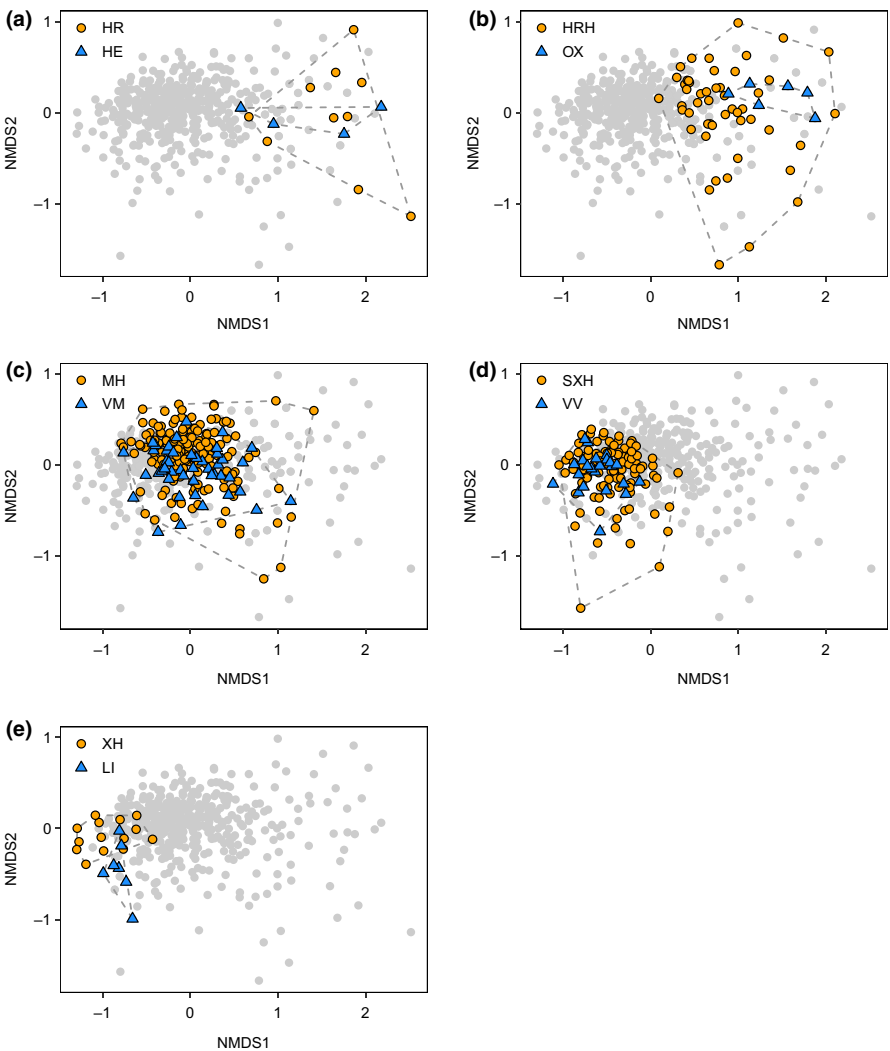 (a)
HR
HE
1
0
−1
NMDS2
−1 0 1 2
NMDS1
(b)
HRH
OX
1
0
−1
NMDS2
−1 0 1 2
NMDS1
(c)
MH
VM
1
0
−1
NMDS2
−1 0 1 2
NMDS1
(d)
SXH
VV
1
0
−1
NMDS2
−1 0 1 2
NMDS1
(e)
XH
LI
1
0
−1
NMDS2
−1 0 1 2
NMDS1